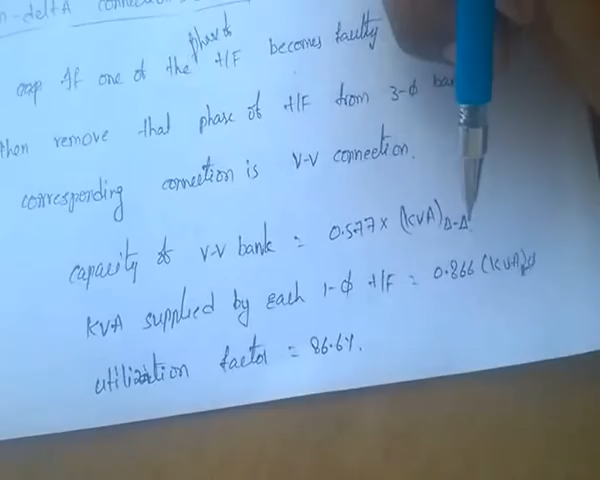 n-deltA connection
phase of
If one of the t/f becomes faulty
then remove that phase of t/f from 3-ϕ ban
corresponding connection is V-V connection.
capacity of V-V bank = 0.577 × (KVA)Δ-Δ
KVA supplied by each 1-ϕ t/f = 0.866 (KVA)
utilization factor = 86.6%.